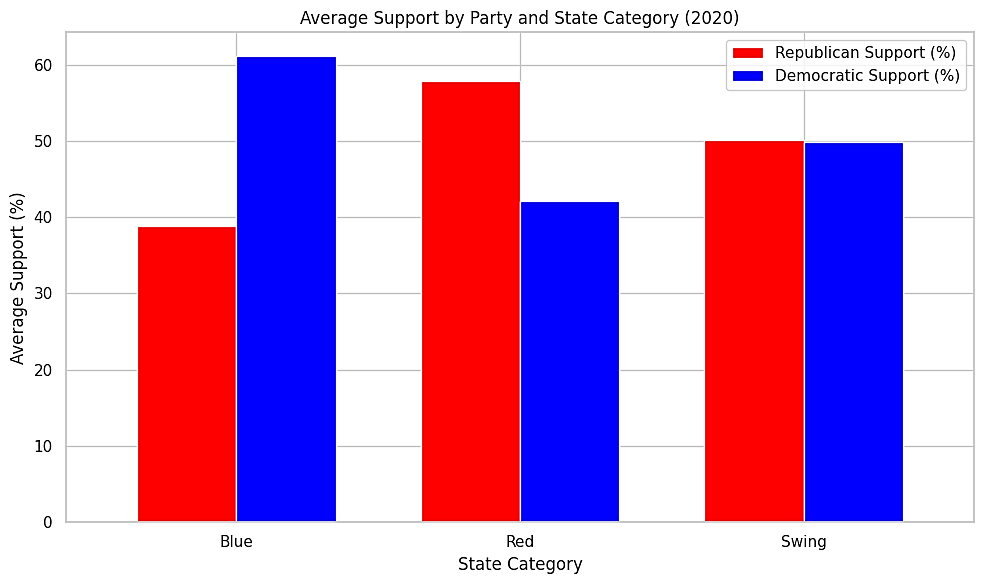 Average Support by Party and State Category (2020)
Republican Support (%)
Democratic Support (%)
Average Support (%)
60
50
40
30
20
10
0
Blue
Red
Swing
State Category